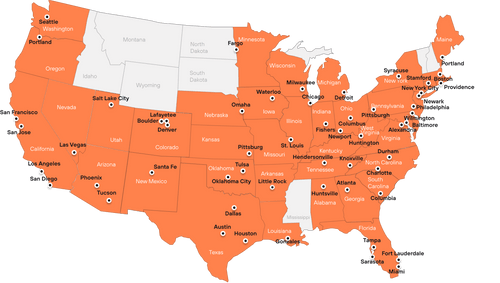 Seattle
Washington
Portland
Oregon
Montana
Idaho
Wyoming
North
Dakota
South
Dakota
Fargo
Minnesota
Wisconsin
Michigan
Maine
Portland
Syracuse
New York
Stamford
Boston
Providence
New York City
Newark
Philadelphia
Pennsylvania
Pittsburgh
Wilmington
Baltimore
Alexandria
Milwaukee
Chicago
Detroit
Waterloo
Iowa
Omaha
Nebraska
Salt Lake City
Lafayette
Boulder
Denver
Nevada
Utah
Colorado
Kansas
San Francisco
San Jose
California
Las Vegas
Los Angeles
San Diego
Arizona
Phoenix
Tucson
Santa Fe
New Mexico
Pittsburg
Missouri
St. Louis
Illinois
Indiana
Ohio
Columbus
Fishers
Newport
West
Virginia
Huntington
Virginia
Kentucky
Hendersonville
Knoxville
Tennessee
Durham
North Carolina
Charlotte
South
Carolina
Columbia
Oklahoma
Tulsa
Oklahoma City
Arkansas
Little Rock
Huntsville
Alabama
Atlanta
Georgia
Mississippi
Dallas
Austin
Houston
Texas
Louisiana
Gonzales
Florida
Tampa
Sarasota
Fort Lauderdale
Miami